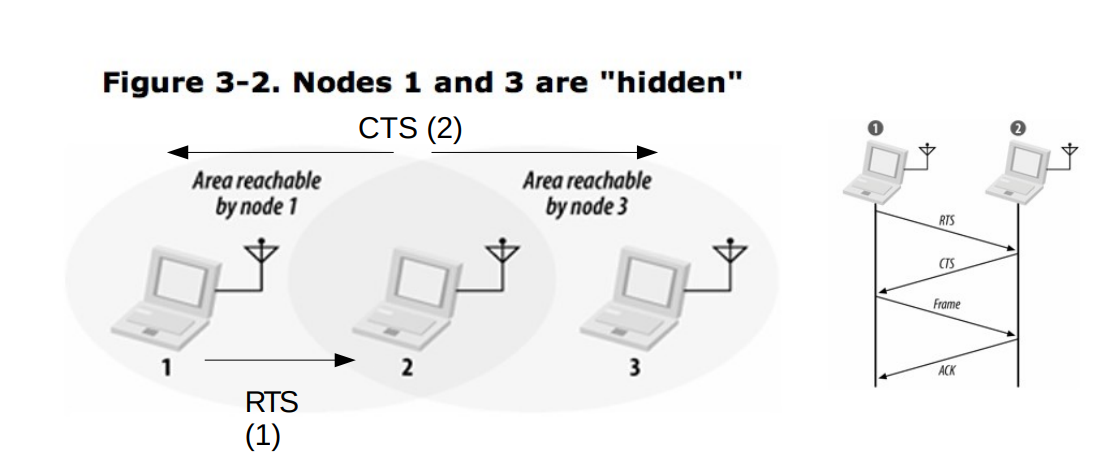 Figure 3-2. Nodes 1 and 3 are "hidden"
CTS (2)
Area reachable
by node 1
Area reachable
by node 3
1
2
3
RTS
(1)
1
2
RTS
CTS
Frame
ACK